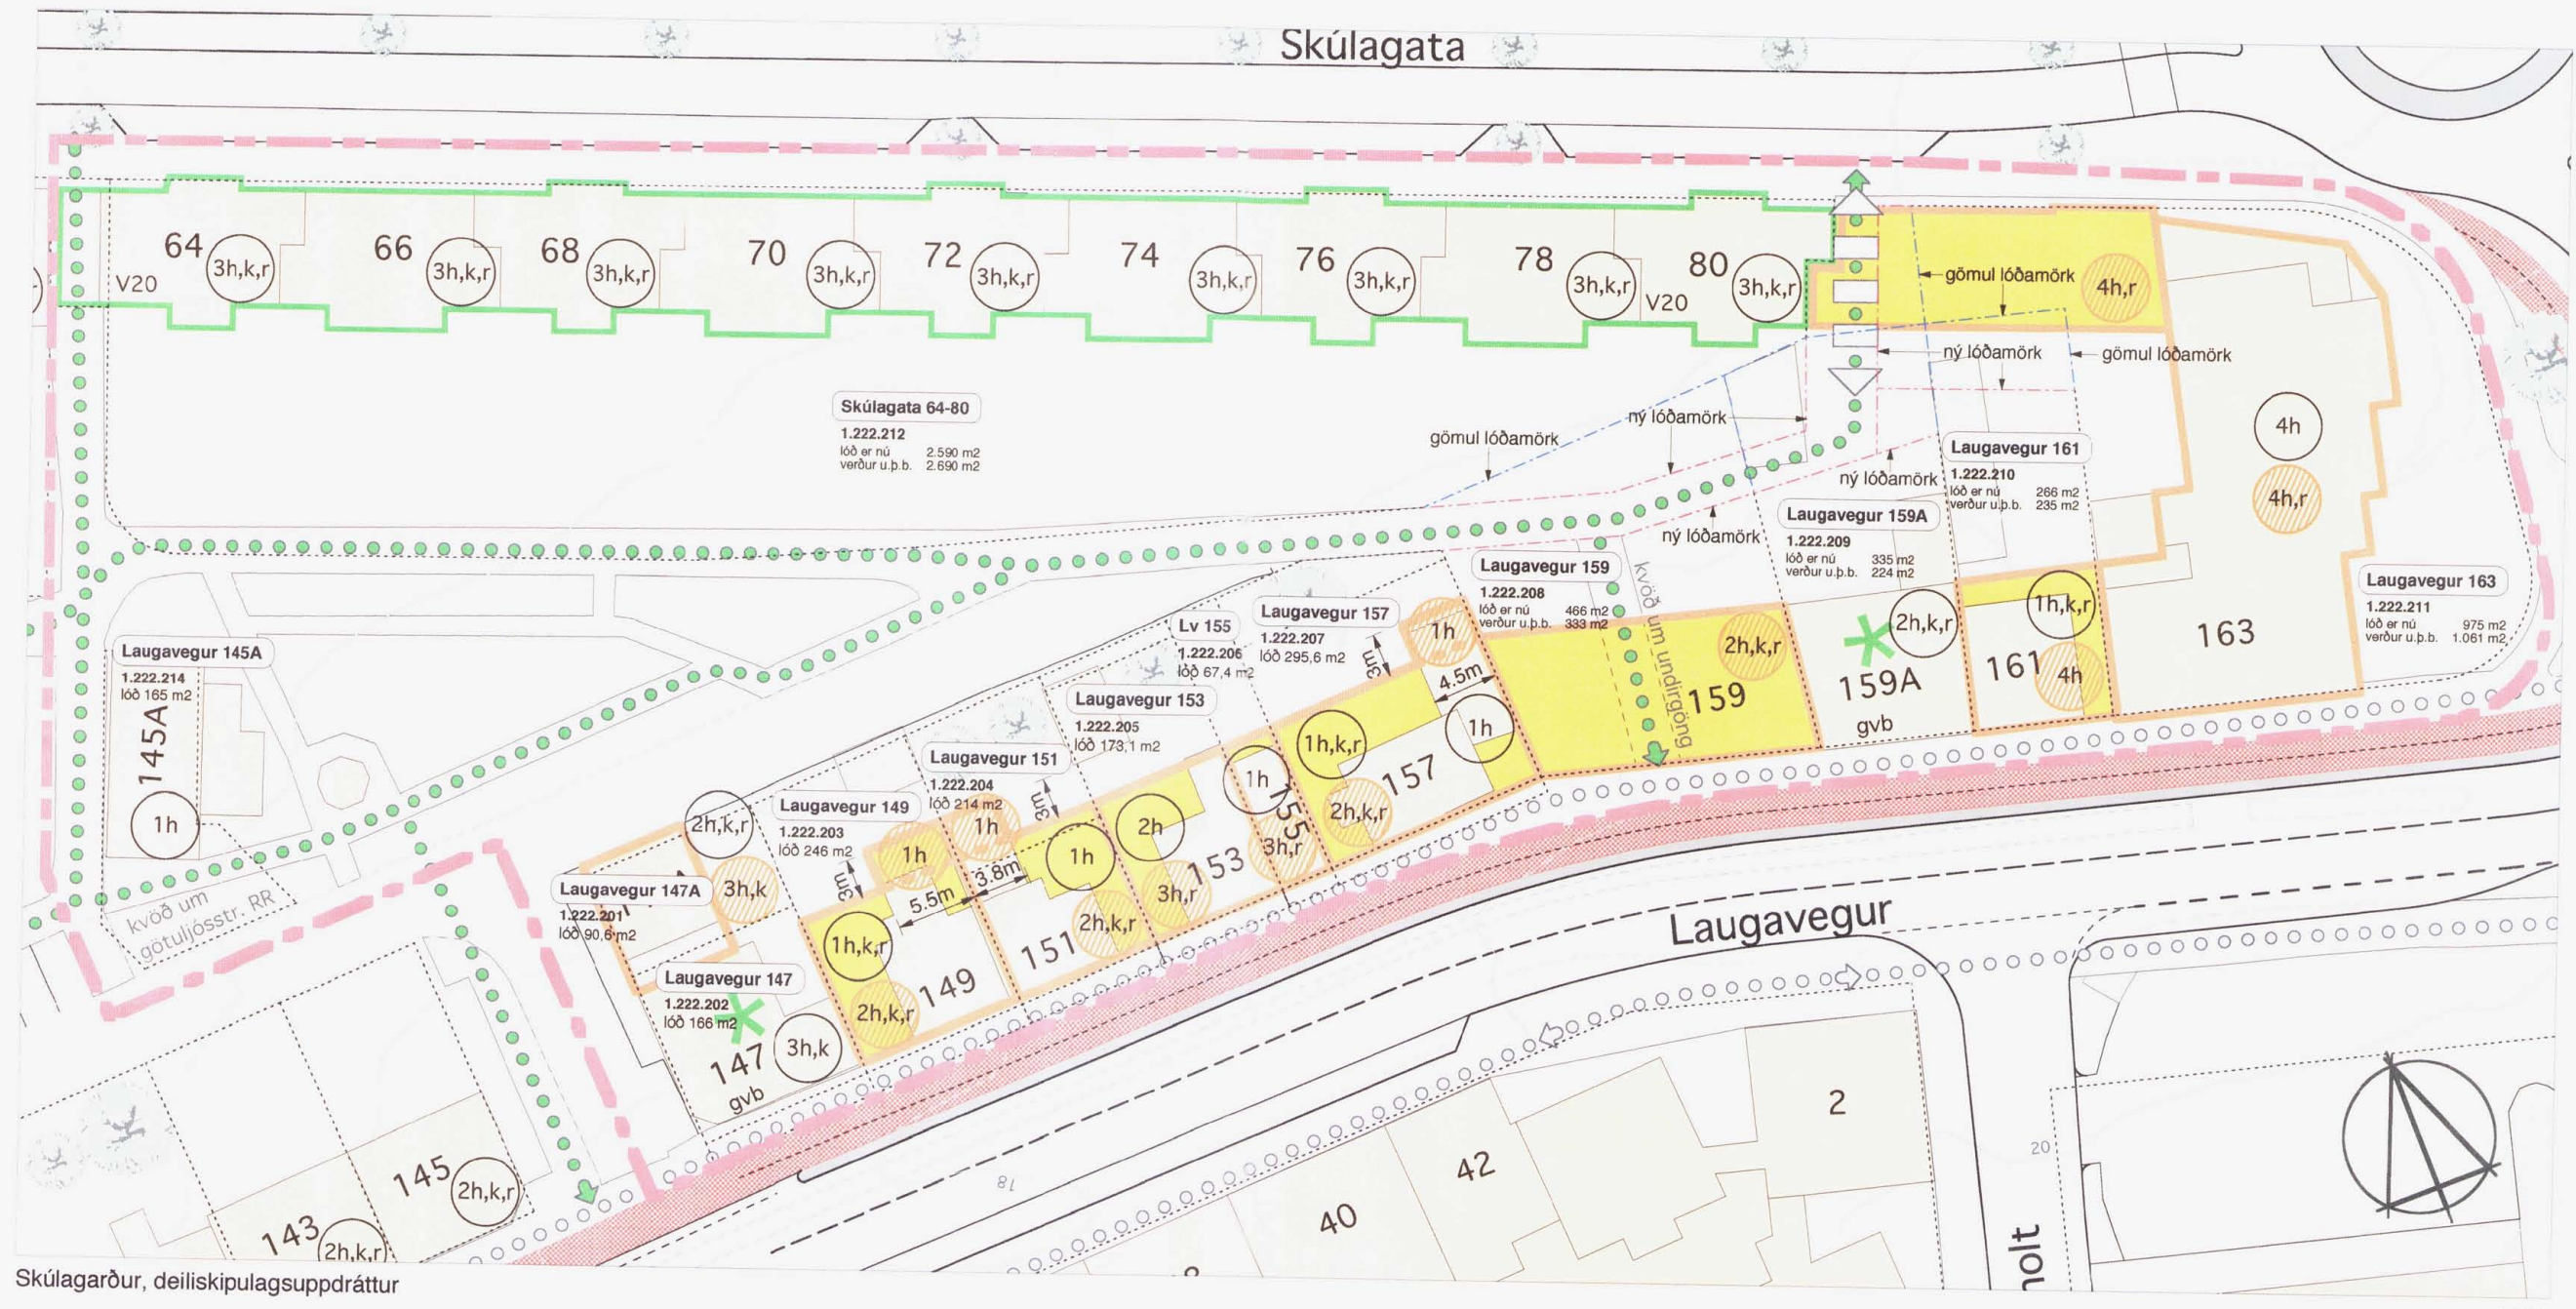 Skúlagata
64
3h,k,r
V20
66
3h,k,r
68
3h,k,r
70
3h,k,r
72
3h,k,r
74
3h,k,r
76
3h,k,r
78
3h,k,r
V20
80
3h,k,r
gömul lóðamörk
4h,r
ný lóðamörk
gömul lóðamörk
ný lóðamörk
gömul lóðamörk
ný lóðamörk
ný lóðamörk
Skúlagata 64-80
1.222.212
lóð er nú 2.590 m2
verður u.þ.b. 2.690 m2
4h
4h,r
163
Laugavegur 161
1.222.210
lóð er nú 266 m2
verður u.þ.b. 235 m2
Laugavegur 159A
1.222.209
lóð er nú 335 m2
verður u.þ.b. 224 m2
Laugavegur 159
1.222.208
lóð er nú 466 m2
verður u.þ.b. 333 m2
Laugavegur 163
1.222.211
lóð er nú 975 m2
verður u.þ.b. 1.061 m2
kvöð um undirgöng
Laugavegur 157
1.222.207
lóð 295,6 m2
Lv 155
1.222.206
lóð 67,4 m2
Laugavegur 153
1.222.205
lóð 173,1 m2
Laugavegur 151
1.222.204
lóð 214 m2
Laugavegur 149
1.222.203
lóð 246 m2
Laugavegur 147A
1.222.201
lóð 90,6 m2
Laugavegur 147
1.222.202
lóð 166 m2
Laugavegur 145A
1.222.214
lóð 165 m2
145A
1h
kvöð um
götuljósstr. RR
2h,k,r
3h,k
147
gvb
3h,k
1h
3m
5.5m
1h,k,r
2h,k,r
149
1h
3m
3.8m
1h
2h,k,r
151
2h
3h,r
153
1h
155
3h,r
1h
3m
4.5m
1h
1h,k,r
2h,k,r
157
2h,k,r
159
2h,k,r
159A
gvb
1h,k,r
161
4h
Laugavegur
143
2h,k,r
145
2h,k,r
18
40
42
2
20
holt
Skúlagarður, deiliskipulagsuppdráttur